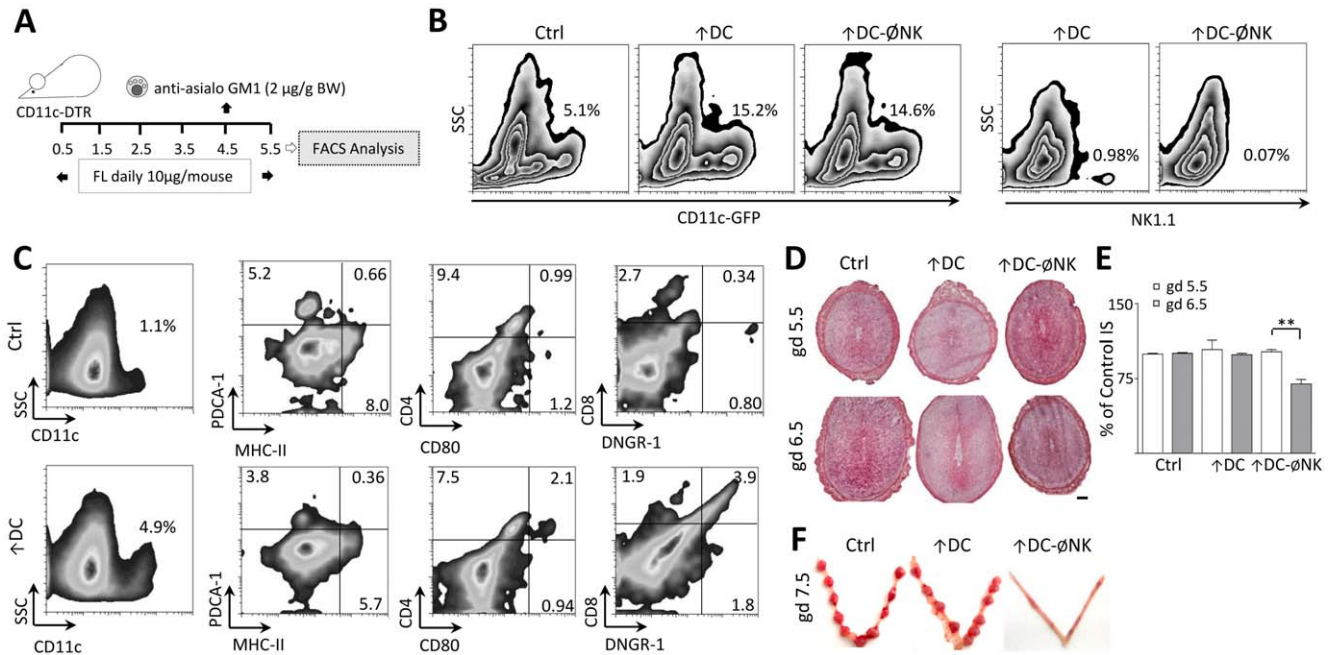 A
CD11c-DTR
anti-asialo GM1 (2 µg/g BW)
0.5 1.5 2.5 3.5 4.5 5.5
FACS Analysis
FL daily 10µg/mouse
B
Ctrl ↑DC ↑DC-ØNK ↑DC ↑DC-ØNK
SSC 5.1% 15.2% 14.6% SSC 0.98% 0.07%
CD11c-GFP NK1.1
C
Ctrl
SSC 1.1%
CD11c
PDCA-1 5.2 0.66 8.0
MHC-II
CD4 9.4 0.99 1.2
CD80
CD8 2.7 0.34 0.80
DNGR-1
↑DC
SSC 4.9%
CD11c
PDCA-1 3.8 0.36 5.7
MHC-II
CD4 7.5 2.1 0.94
CD80
CD8 1.9 3.9 1.8
DNGR-1
D
Ctrl ↑DC ↑DC-øNK
gd 5.5
gd 6.5
E
gd 5.5
gd 6.5
150
**
75
% of Control IS
Ctrl ↑DC ↑DC-øNK
F
Ctrl ↑DC ↑DC-øNK
gd 7.5